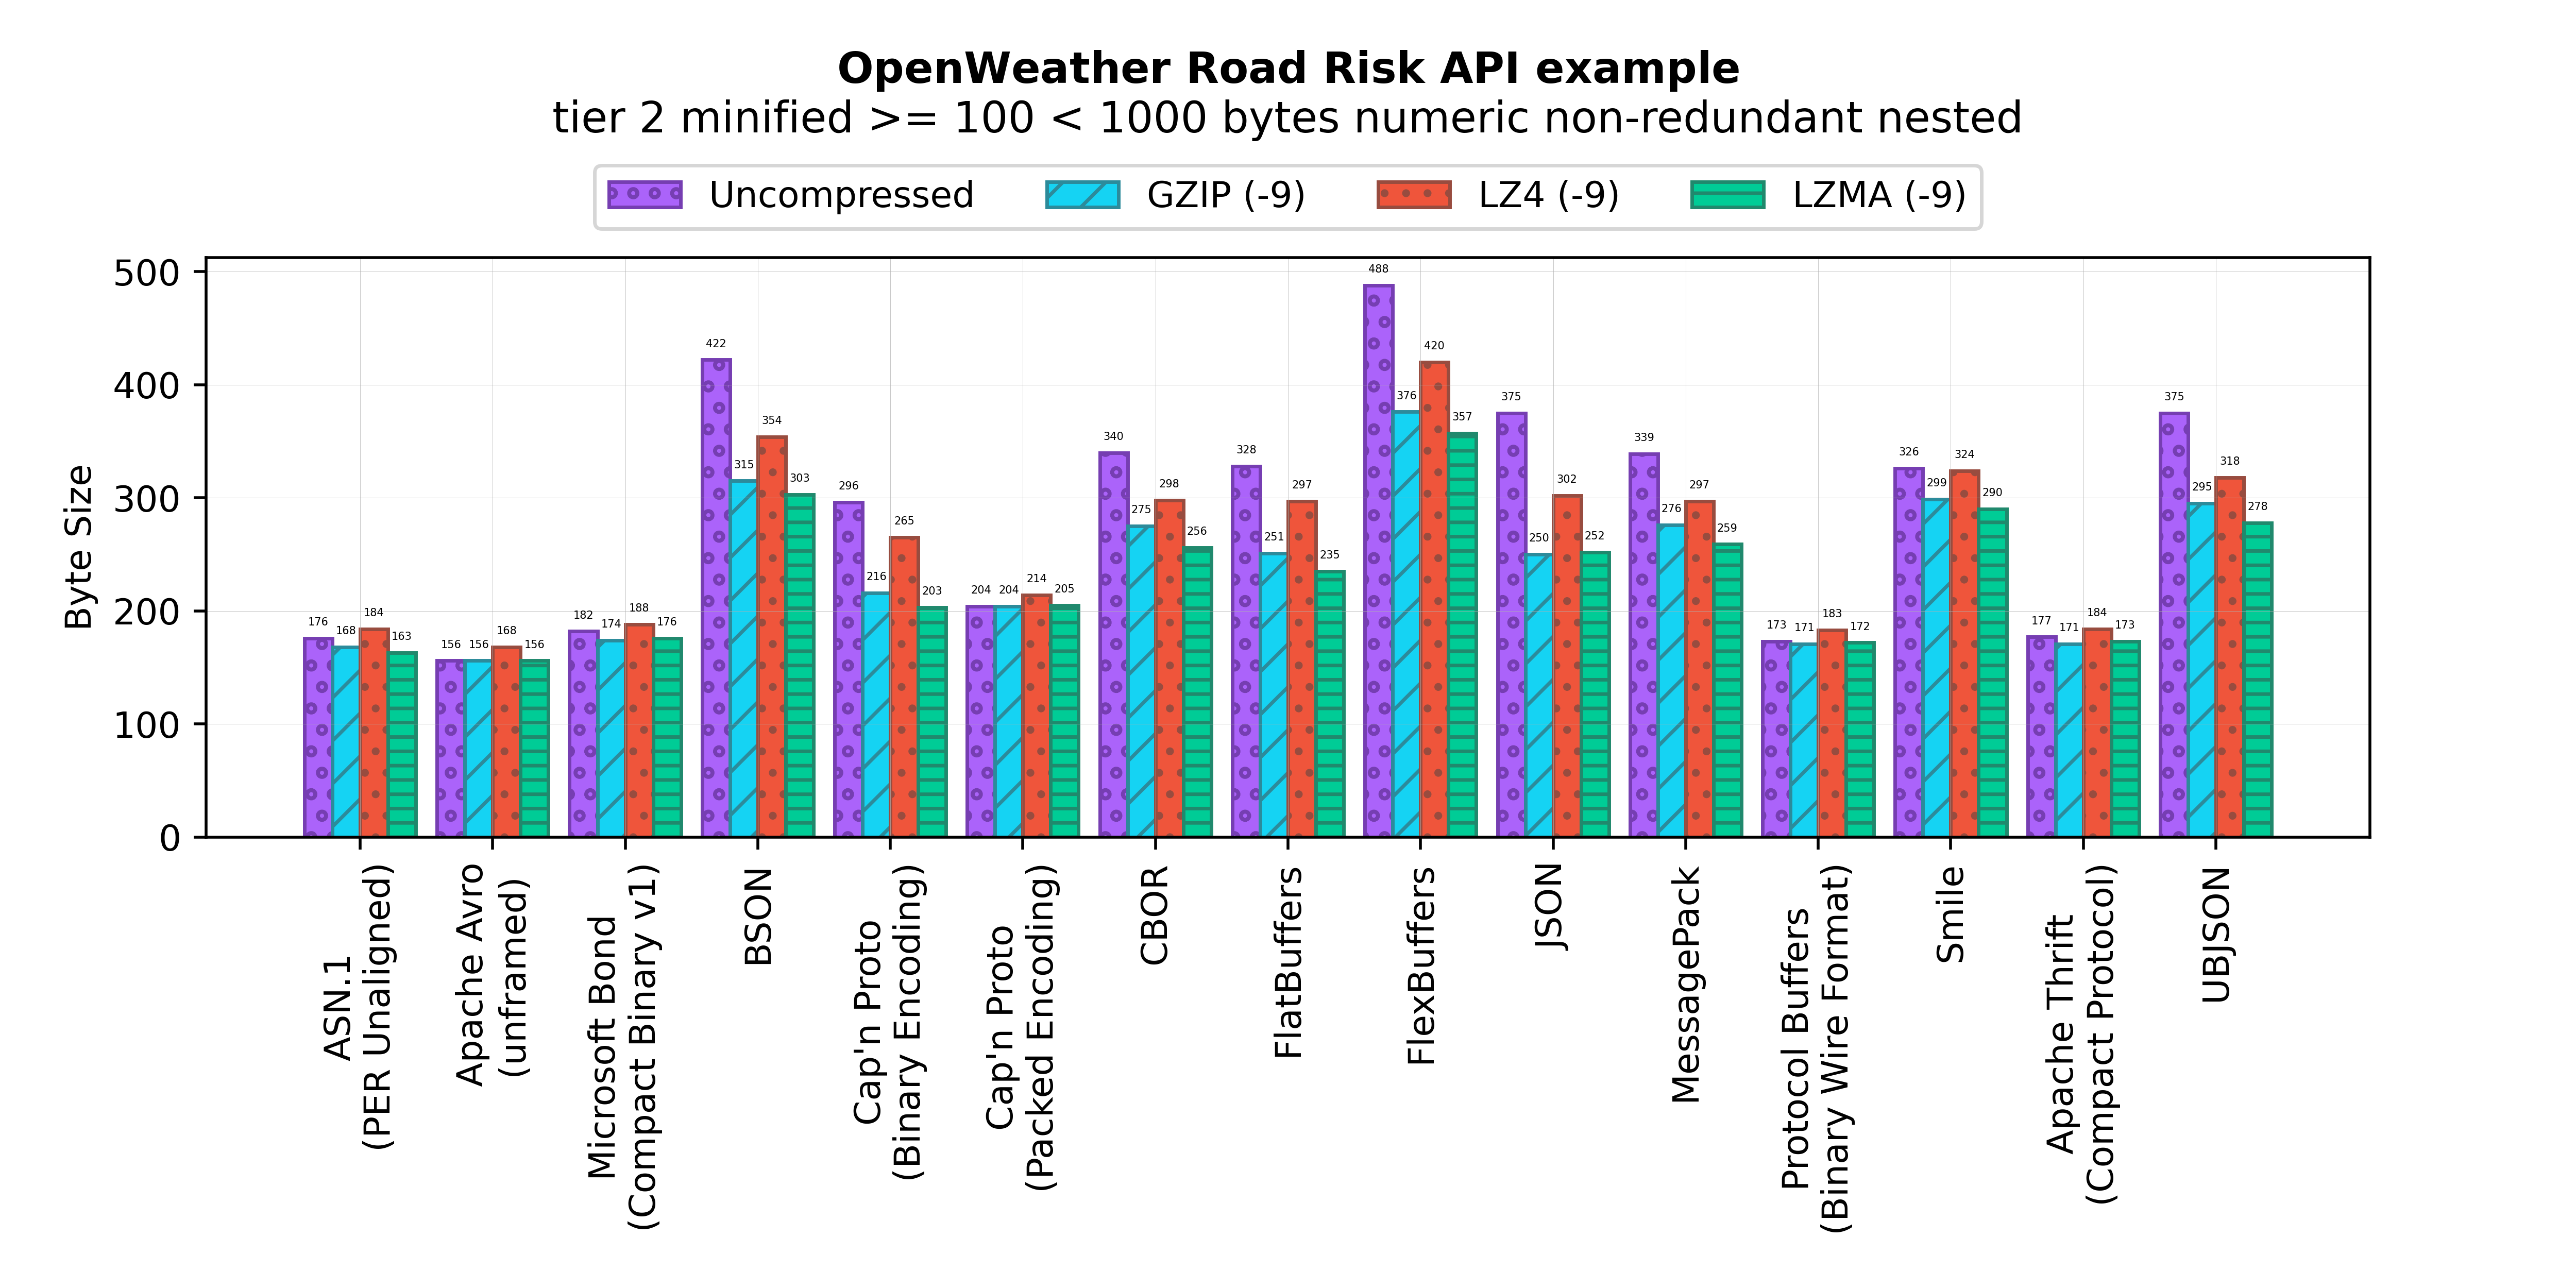 OpenWeather Road Risk API example
tier 2 minified >= 100 < 1000 bytes numeric non-redundant nested
Uncompressed GZIP (-9) LZ4 (-9) LZMA (-9)
Byte Size
500
400
300
200
100
0
176 168 184 163
156 156 168 156
182 174 188 176
422 315 354 303
296 216 265 203
204 204 214 205
340 275 298 256
328 251 297 235
488 376 420 357
375 250 302 252
339 276 297 259
173 171 183 172
326 299 324 290
177 171 184 173
375 295 318 278
ASN.1
(PER Unaligned)
Apache Avro
(unframed)
Microsoft Bond
(Compact Binary v1)
BSON
Cap'n Proto
(Binary Encoding)
Cap'n Proto
(Packed Encoding)
CBOR
FlatBuffers
FlexBuffers
JSON
MessagePack
Protocol Buffers
(Binary Wire Format)
Smile
Apache Thrift
(Compact Protocol)
UBJSON